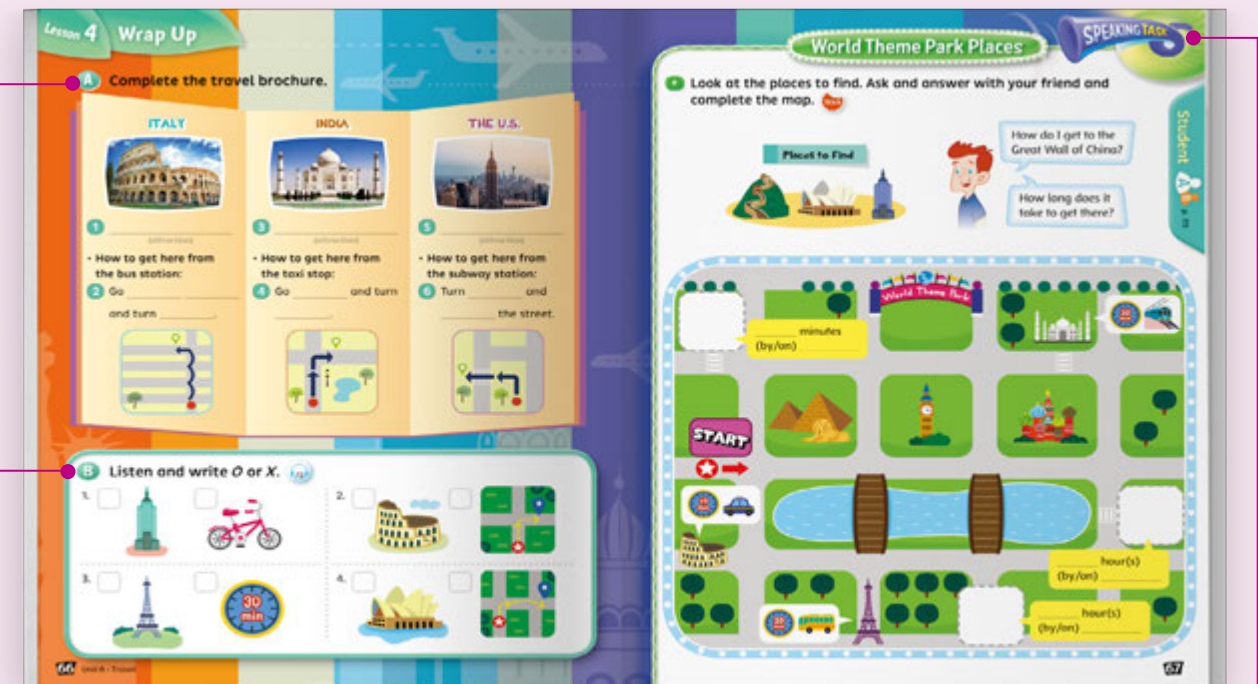 Lesson 4 Wrap Up
A Complete the travel brochure.
ITALY
INDIA
THE U.S.
1
3
5
- How to get here from
the bus station:
- How to get here from
the taxi stop:
- How to get here from
the subway station:
2 Go
and turn
4 Go and turn
6 Turn and
the street.
B Listen and write O or X.
1.
2.
3.
30
min
4.
66 Unit 8 • Travel
World Theme Park Places
SPEAKING TASK
Look at the places to find. Ask and answer with your friend and
complete the map.
Student A
Places to Find
How do I get to the
Great Wall of China?
How long does it
take to get there?
World Theme Park
minutes
(by/on)
START
hour(s)
(by/on)
hour(s)
(by/on)
67